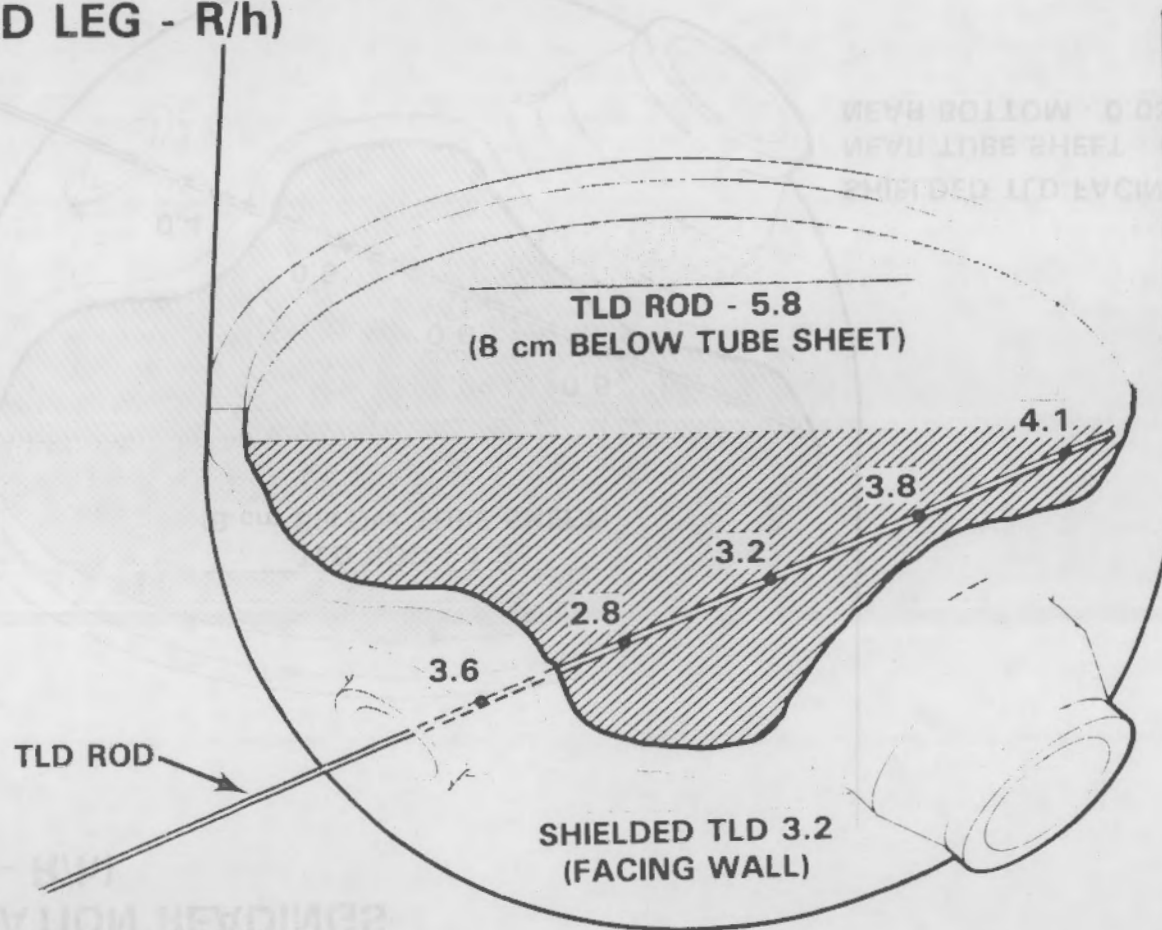 D LEG - R/h)
TLD ROD - 5.8
(8 cm BELOW TUBE SHEET)
4.1
3.8
3.2
2.8
3.6
TLD ROD
SHIELDED TLD 3.2
(FACING WALL)